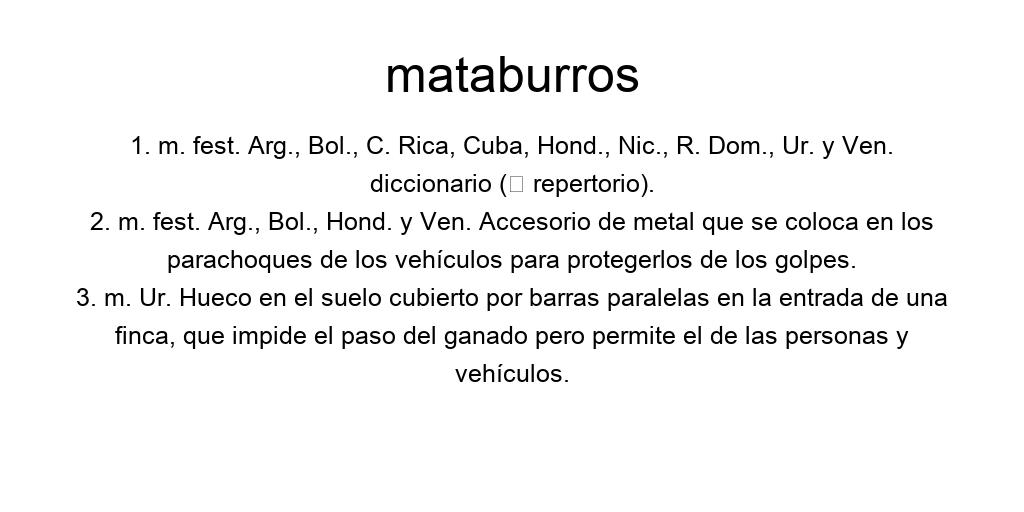 mataburros
1. m. fest. Arg., Bol., C. Rica, Cuba, Hond., Nic., R. Dom., Ur. y Ven.
diccionario (□ repertorio).
2. m. fest. Arg., Bol., Hond. y Ven. Accesorio de metal que se coloca en los
parachoques de los vehículos para protegerlos de los golpes.
3. m. Ur. Hueco en el suelo cubierto por barras paralelas en la entrada de una
finca, que impide el paso del ganado pero permite el de las personas y
vehículos.